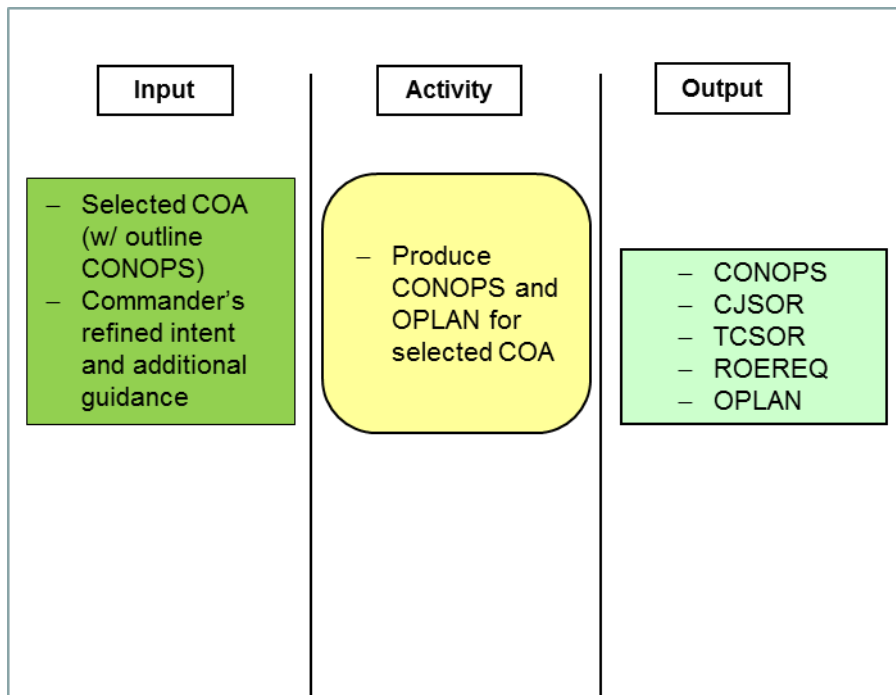 Input
Activity
Output
– Selected COA
(w/ outline
CONOPS)
– Commander's
refined intent
and additional
guidance
– Produce
CONOPS and
OPLAN for
selected COA
– CONOPS
– CJSOR
– TCSOR
– ROEREQ
– OPLAN